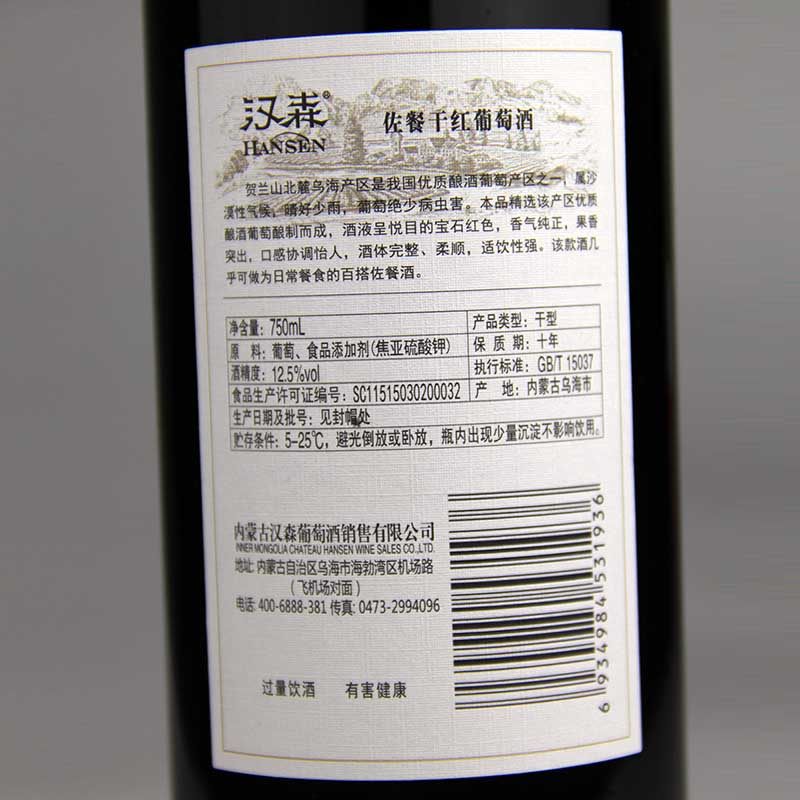 汉森®
HANSEN
佐餐干红葡萄酒
贺兰山北麓乌海产区是我国优质酿酒葡萄产区之一，属沙
漠性气候，晴好少雨，葡萄绝少病虫害。本品精选该产区优质
酿酒葡萄酿制而成，酒液呈悦目的宝石红色，香气纯正，果香
突出，口感协调怡人，酒体完整、柔顺，适饮性强。该款酒几
乎可做为日常餐食的百搭佐餐酒。
净含量：750mL 产品类型：干型
原 料：葡萄、食品添加剂(焦亚硫酸钾) 保 质 期：十年
酒精度：12.5%vol 执行标准：GB/T 15037
食品生产许可证编号：SC11515030200032 产 地：内蒙古乌海市
生产日期及批号：见封帽处
贮存条件：5-25℃，避光倒放或卧放，瓶内出现少量沉淀不影响饮用。
内蒙古汉森葡萄酒销售有限公司
INNER MONGOLIA CHATEAU HANSEN WINE SALES CO.,LTD.
地址：内蒙古自治区乌海市海勃湾区机场路
（飞机场对面）
电话：400-6888-381 传真：0473-2994096
过量饮酒 有害健康
6 934984 531936